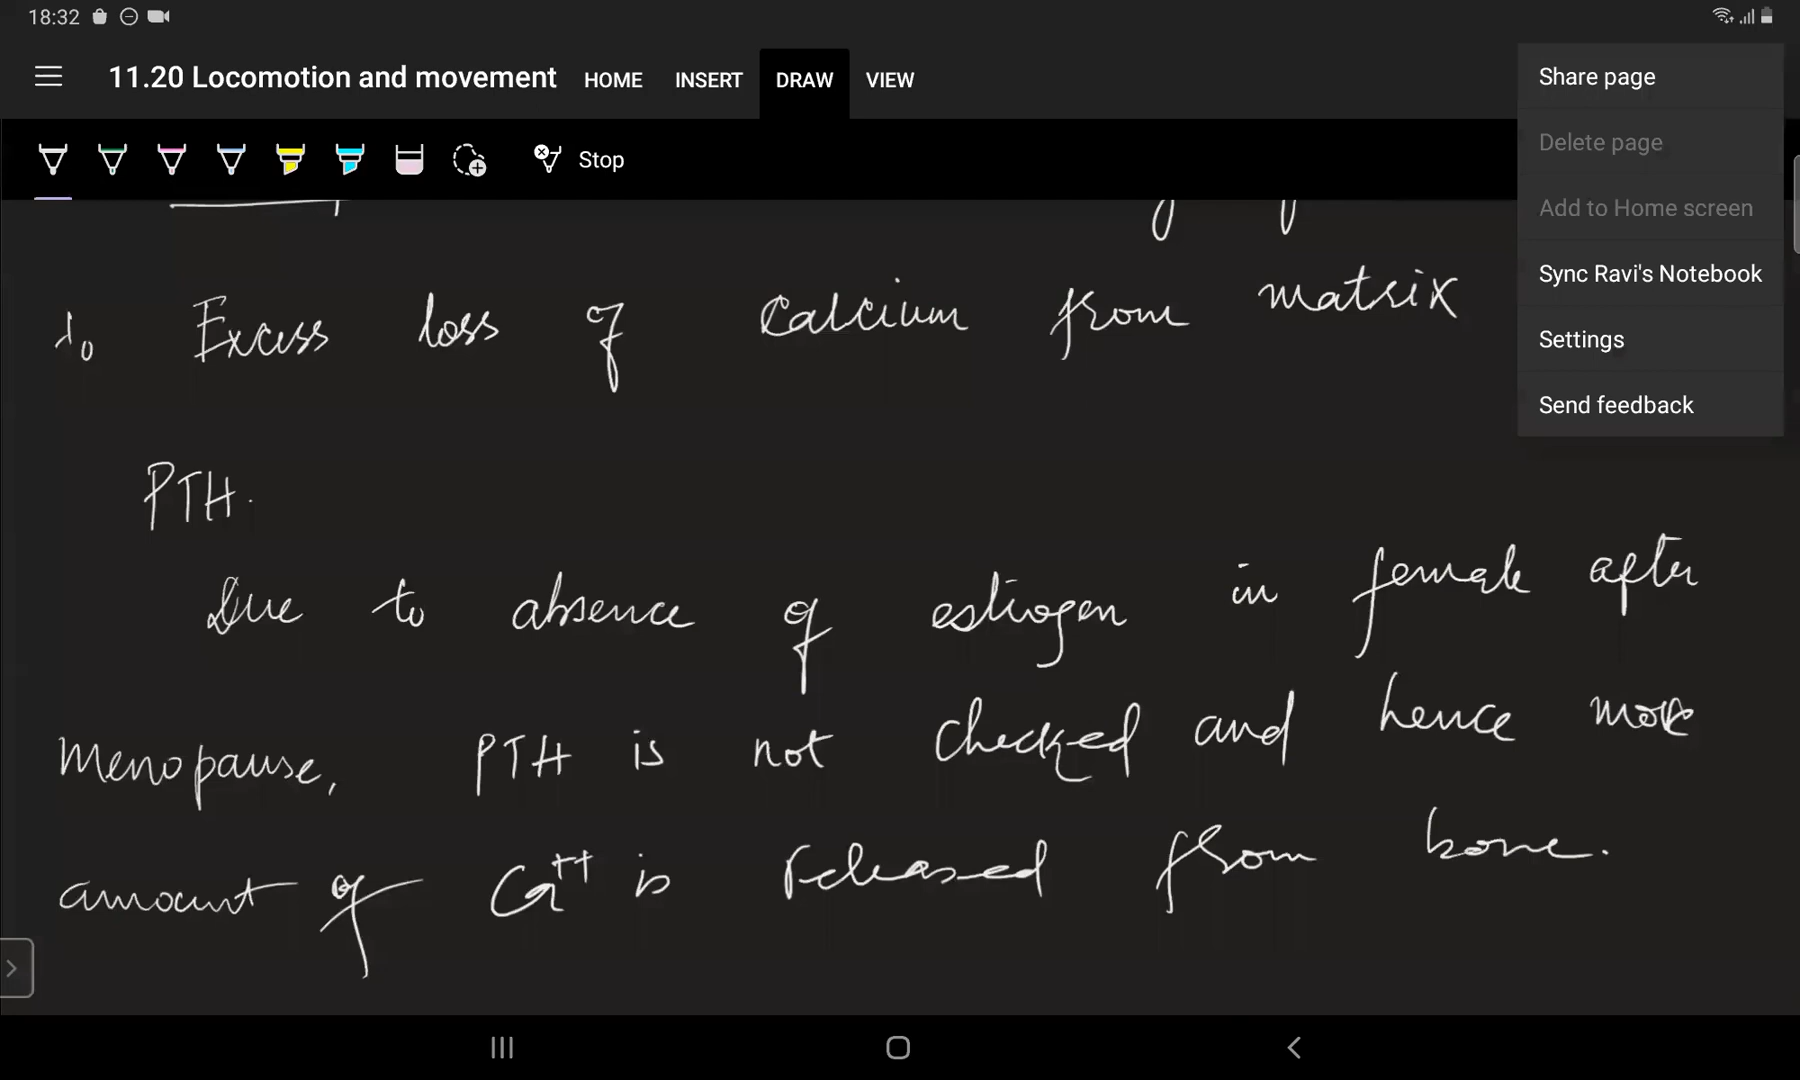 18:32
11.20 Locomotion and movement HOME INSERT DRAW VIEW
Share page
Delete page
Add to Home screen
Sync Ravi's Notebook
Settings
Send feedback
Stop
Excess loss of Calcium from matrix
PTH.
Due to absence of estrogen in female after
menopause, PTH is not checked and hence more
amount of Ca++ is released from bone.